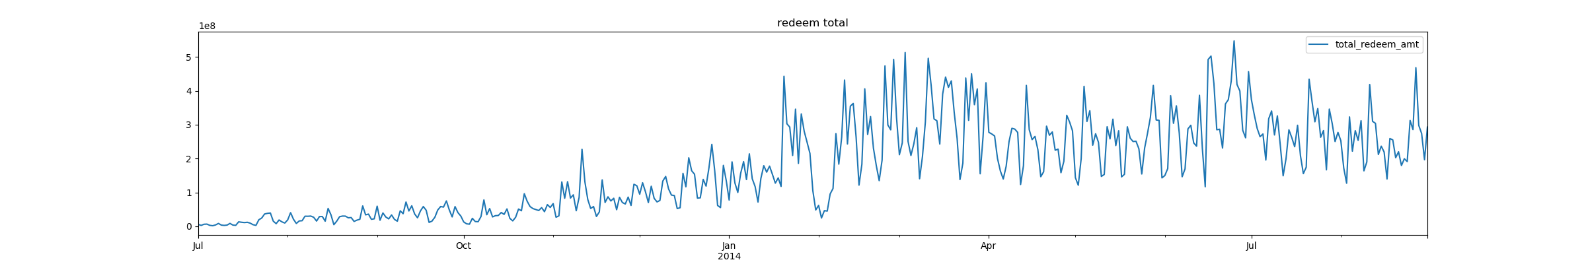 redeem total
1e8
total_redeem_amt
5
4
3
2
1
0
Jul
Oct
Jan
2014
Apr
Jul